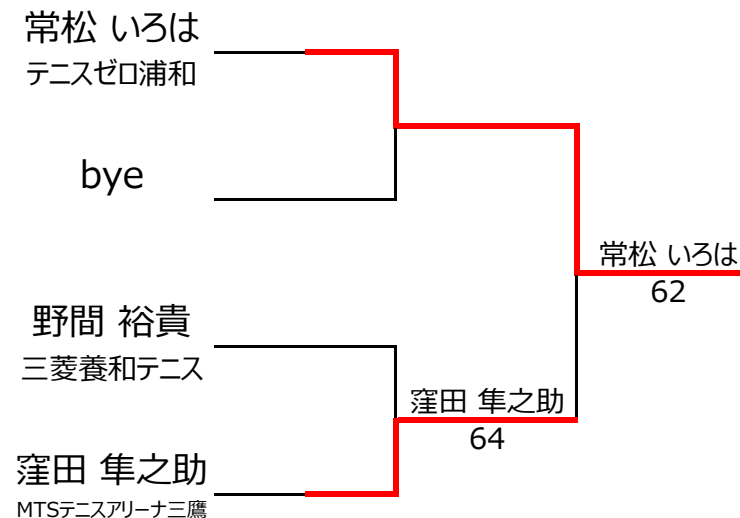 常松 いろは
テニスゼロ浦和
bye
常松 いろは
62
野間 裕貴
三菱養和テニス
窪田 隼之助
64
窪田 隼之助
MTSテニスアリーナ三鷹